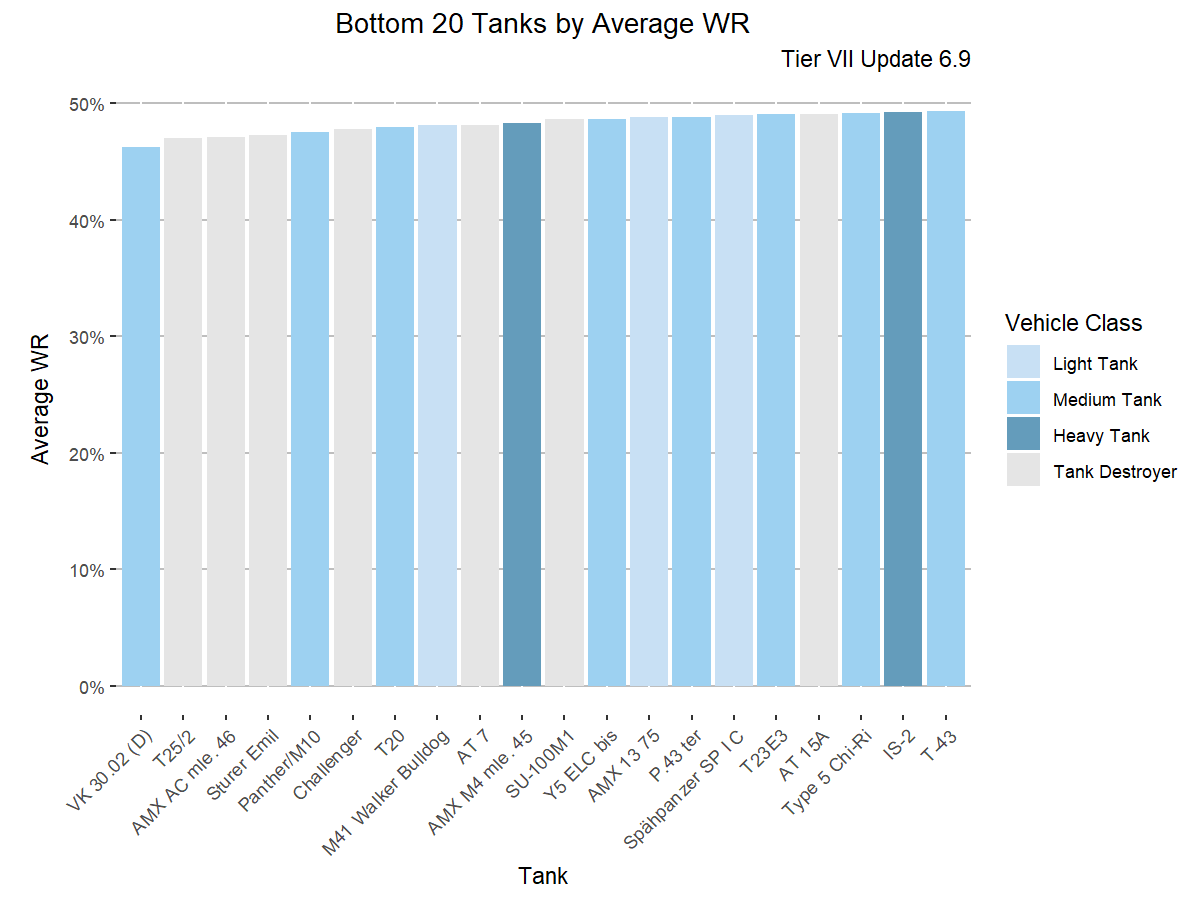 Bottom 20 Tanks by Average WR
Tier VII Update 6.9
50%
40%
30%
20%
10%
0%
Average WR
VK 30.02 (D)
T25/2
AMX AC mle. 46
Sturer Emil
Panther/M10
Challenger
T20
M41 Walker Bulldog
AT 7
AMX M4 mle. 45
SU-100M1
Y5 ELC bis
AMX 13 75
P.43 ter
Spähpanzer SP I C
T23E3
AT 15A
Type 5 Chi-Ri
IS-2
T-43
Tank
Vehicle Class
Light Tank
Medium Tank
Heavy Tank
Tank Destroyer